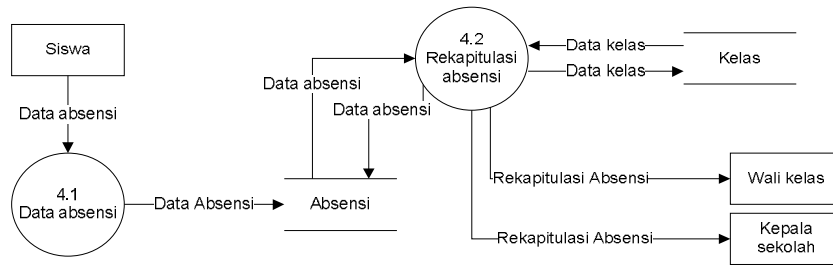 Siswa
Data absensi
4.1
Data absensi
Data Absensi
Absensi
Data absensi
Data absensi
4.2
Rekapitulasi
absensi
Data kelas
Data kelas
Kelas
Rekapitulasi Absensi
Wali kelas
Rekapitulasi Absensi
Kepala
sekolah